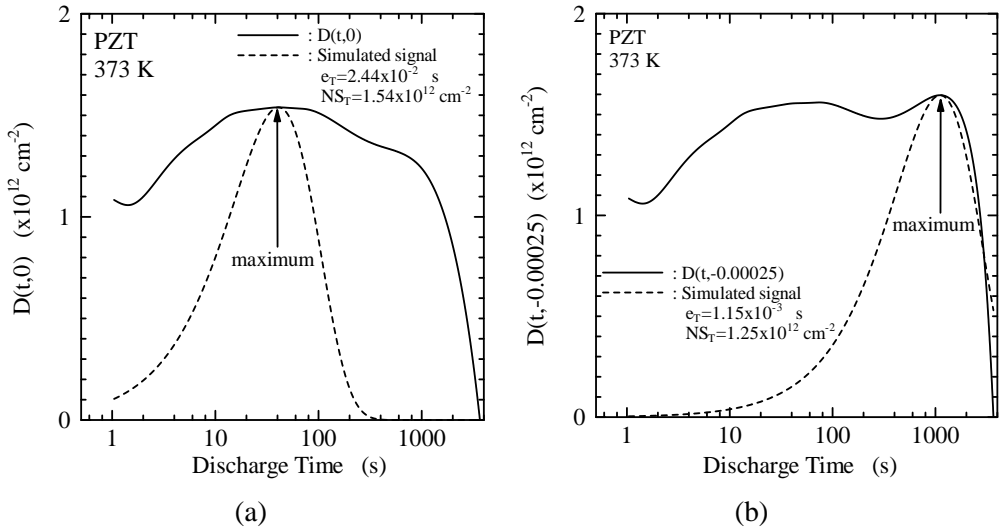 PZT
373 K
: D(t,0)
: Simulated signal
e_T=2.44x10^-2 s
NS_T=1.54x10^12 cm^-2
maximum
2
1
0
D(t,0) (x10^12 cm^-2)
1 10 100 1000
Discharge Time (s)
(a)
PZT
373 K
maximum
: D(t,-0.00025)
: Simulated signal
e_T=1.15x10^-3 s
NS_T=1.25x10^12 cm^-2
2
1
0
D(t,-0.00025) (x10^12 cm^-2)
1 10 100 1000
Discharge Time (s)
(b)